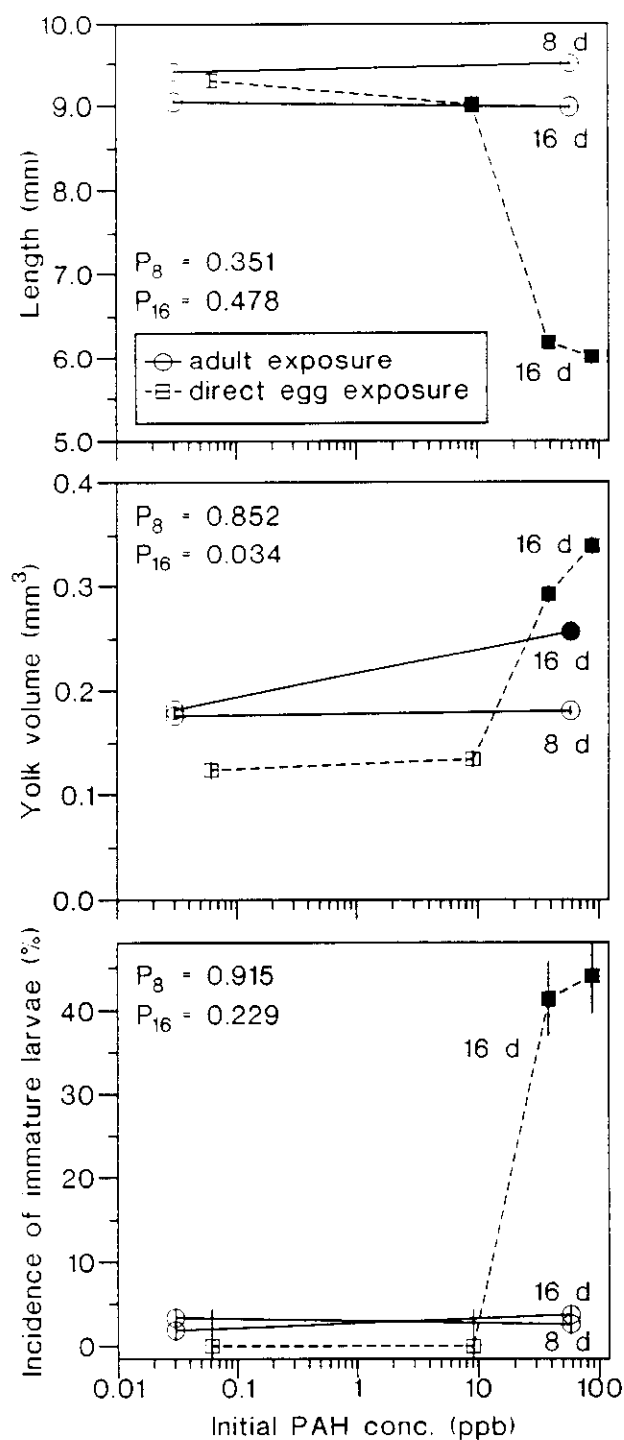 10.0
9.0
8.0
7.0
6.0
5.0
Length (mm)
8 d
16 d
P8 = 0.351
P16 = 0.478
16 d
adult exposure
direct egg exposure
0.4
0.3
0.2
0.1
0.0
Yolk volume (mm³)
P8 = 0.852
P16 = 0.034
16 d
16 d
8 d
40
30
20
10
0
Incidence of immature larvae (%)
P8 = 0.915
P16 = 0.229
16 d
16 d
8 d
0.01
0.1
1
10
100
Initial PAH conc. (ppb)